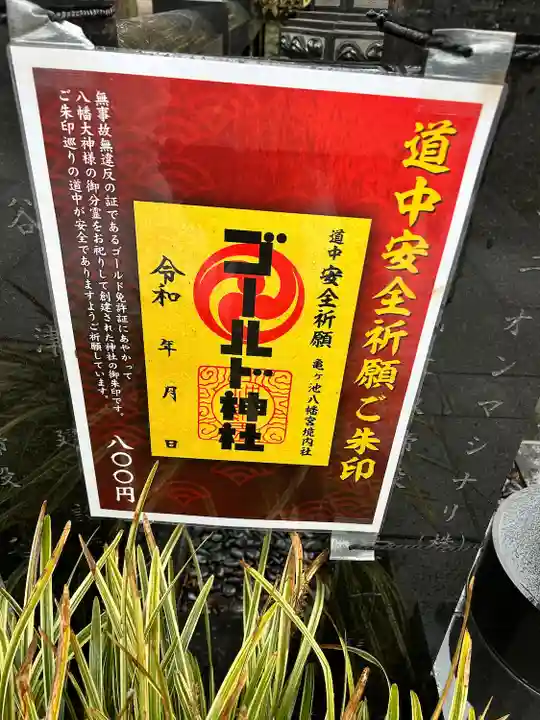 道中安全祈願ご朱印
道中 安全祈願 亀ヶ池八幡宮境内社
ゴールド神社
令和 年 月 日
無事故無違反の証であるゴールド免許証にあやかって
八幡大神様の御分霊をお祀りして創建された神社の御朱印です。
ご朱印巡りの道中が安全でありますようご祈願しています。
八〇〇円